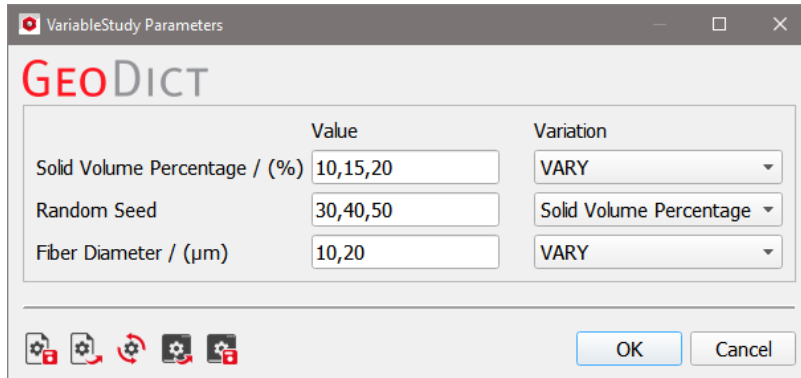 VariableStudy Parameters
GEODICT
Value Variation
Solid Volume Percentage / (%) 10,15,20 VARY
Random Seed 30,40,50 Solid Volume Percentage
Fiber Diameter / (µm) 10,20 VARY
OK Cancel